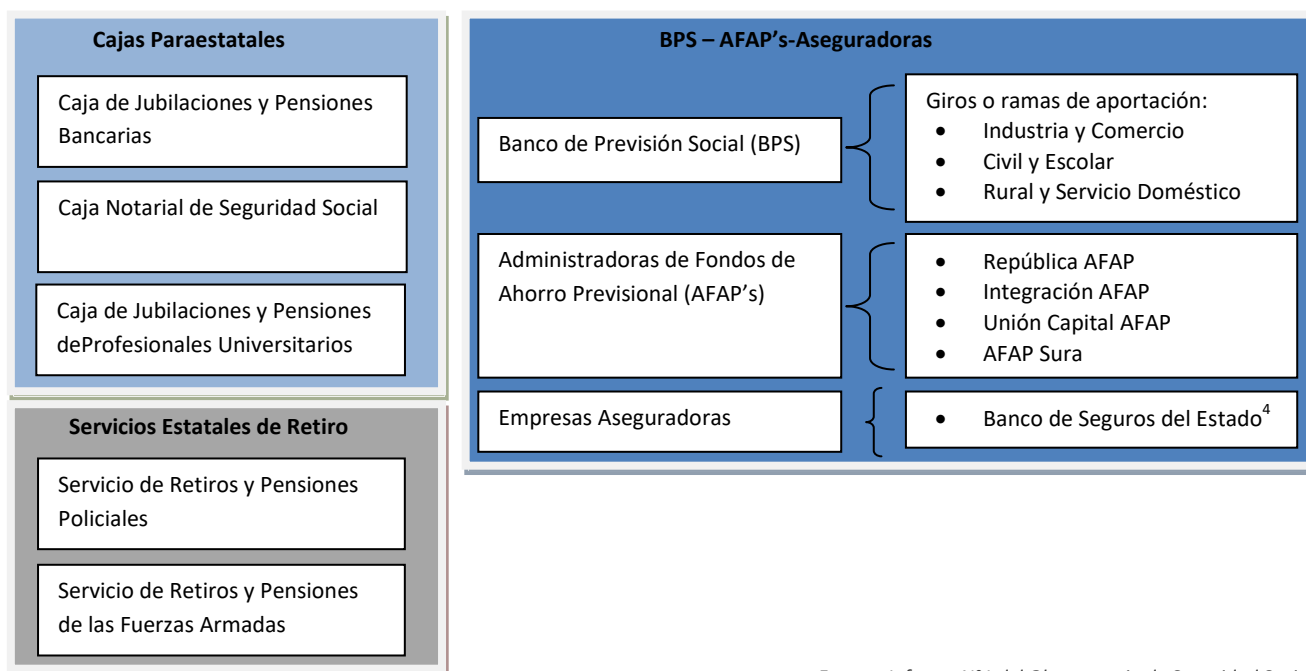 Cajas Paraestatales
Caja de Jubilaciones y Pensiones
Bancarias
Caja Notarial de Seguridad Social
Caja de Jubilaciones y Pensiones
deProfesionales Universitarios
Servicios Estatales de Retiro
Servicio de Retiros y Pensiones
Policiales
Servicio de Retiros y Pensiones
de las Fuerzas Armadas
BPS – AFAP’s-Aseguradoras
Banco de Previsión Social (BPS)
Giros o ramas de aportación:
• Industria y Comercio
• Civil y Escolar
• Rural y Servicio Doméstico
Administradoras de Fondos de
Ahorro Previsional (AFAP’s)
• República AFAP
• Integración AFAP
• Unión Capital AFAP
• AFAP Sura
Empresas Aseguradoras
• Banco de Seguros del Estado⁴